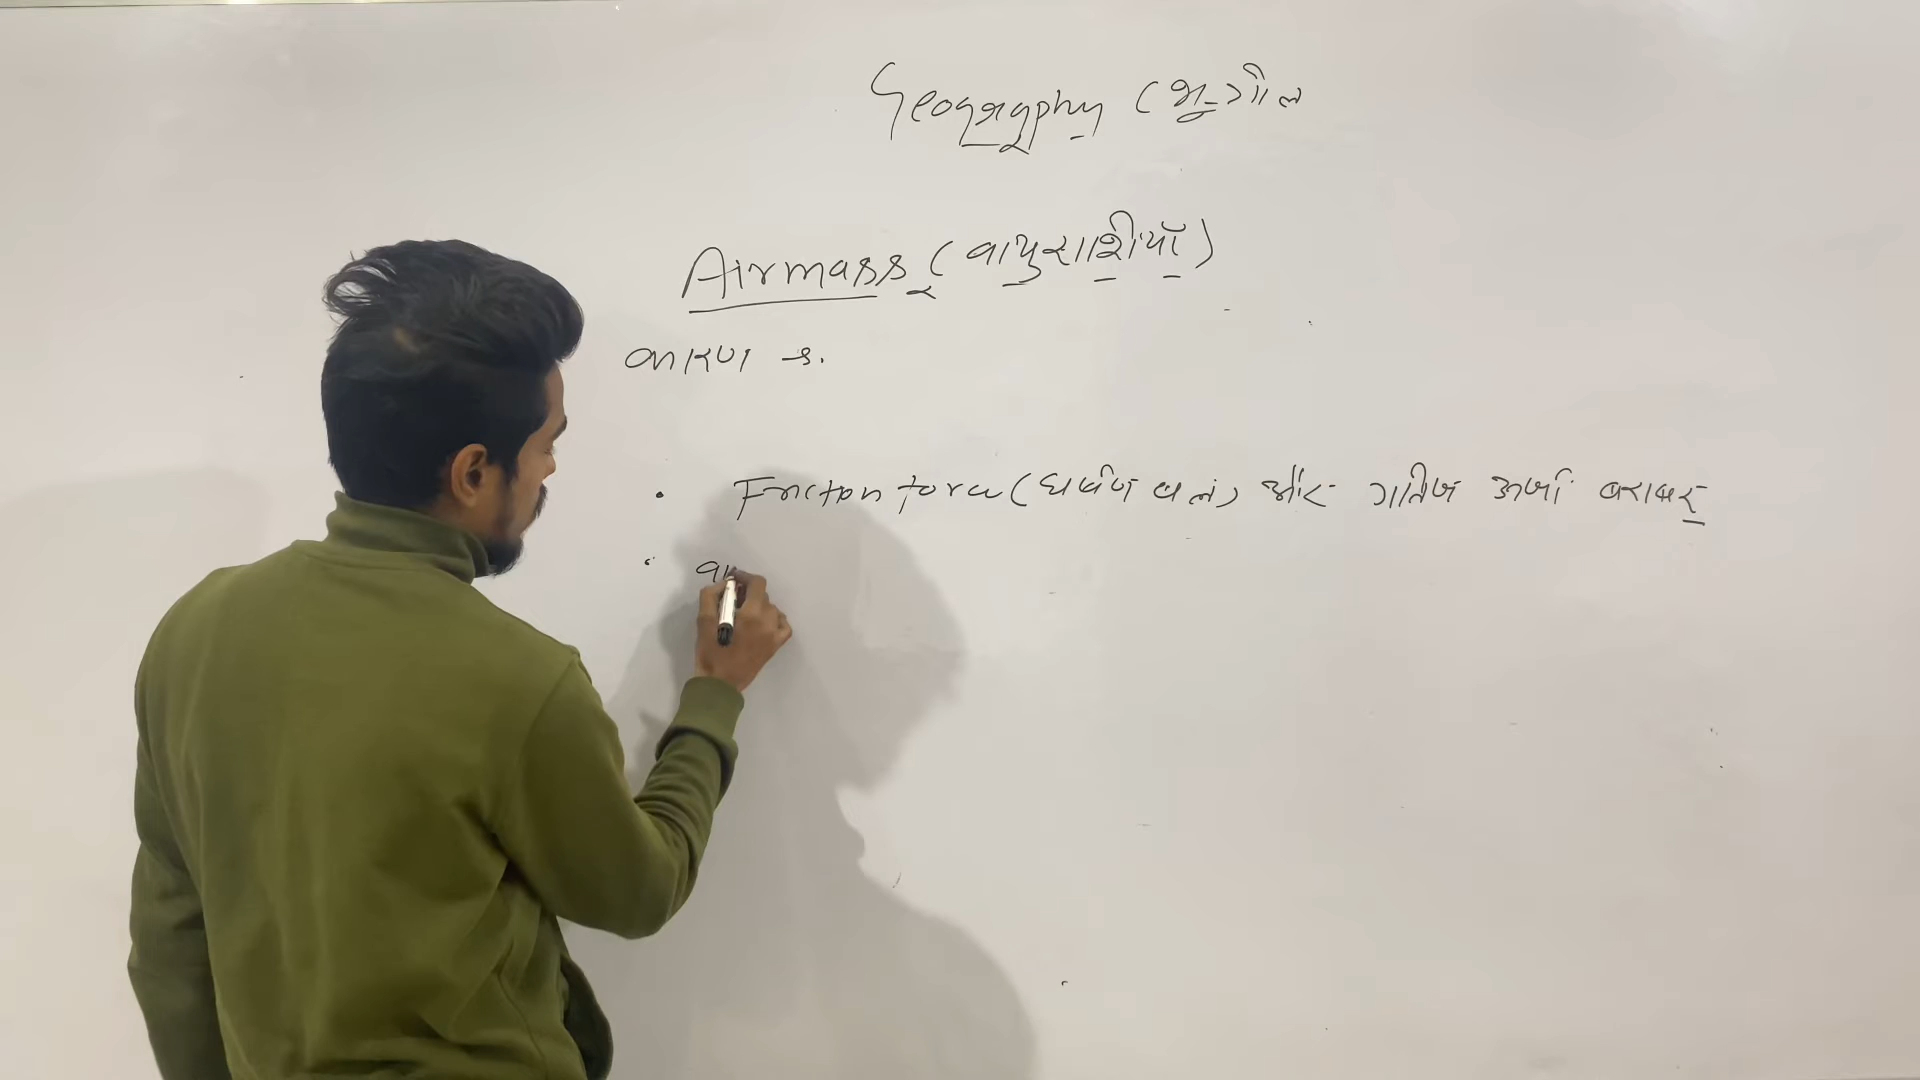 Geography (भूगोल
Airmass (वायुराशियाँ)
कारण →.
• Friction force (घर्षण बल) और गतिज ऊर्जा बराबर
• वा